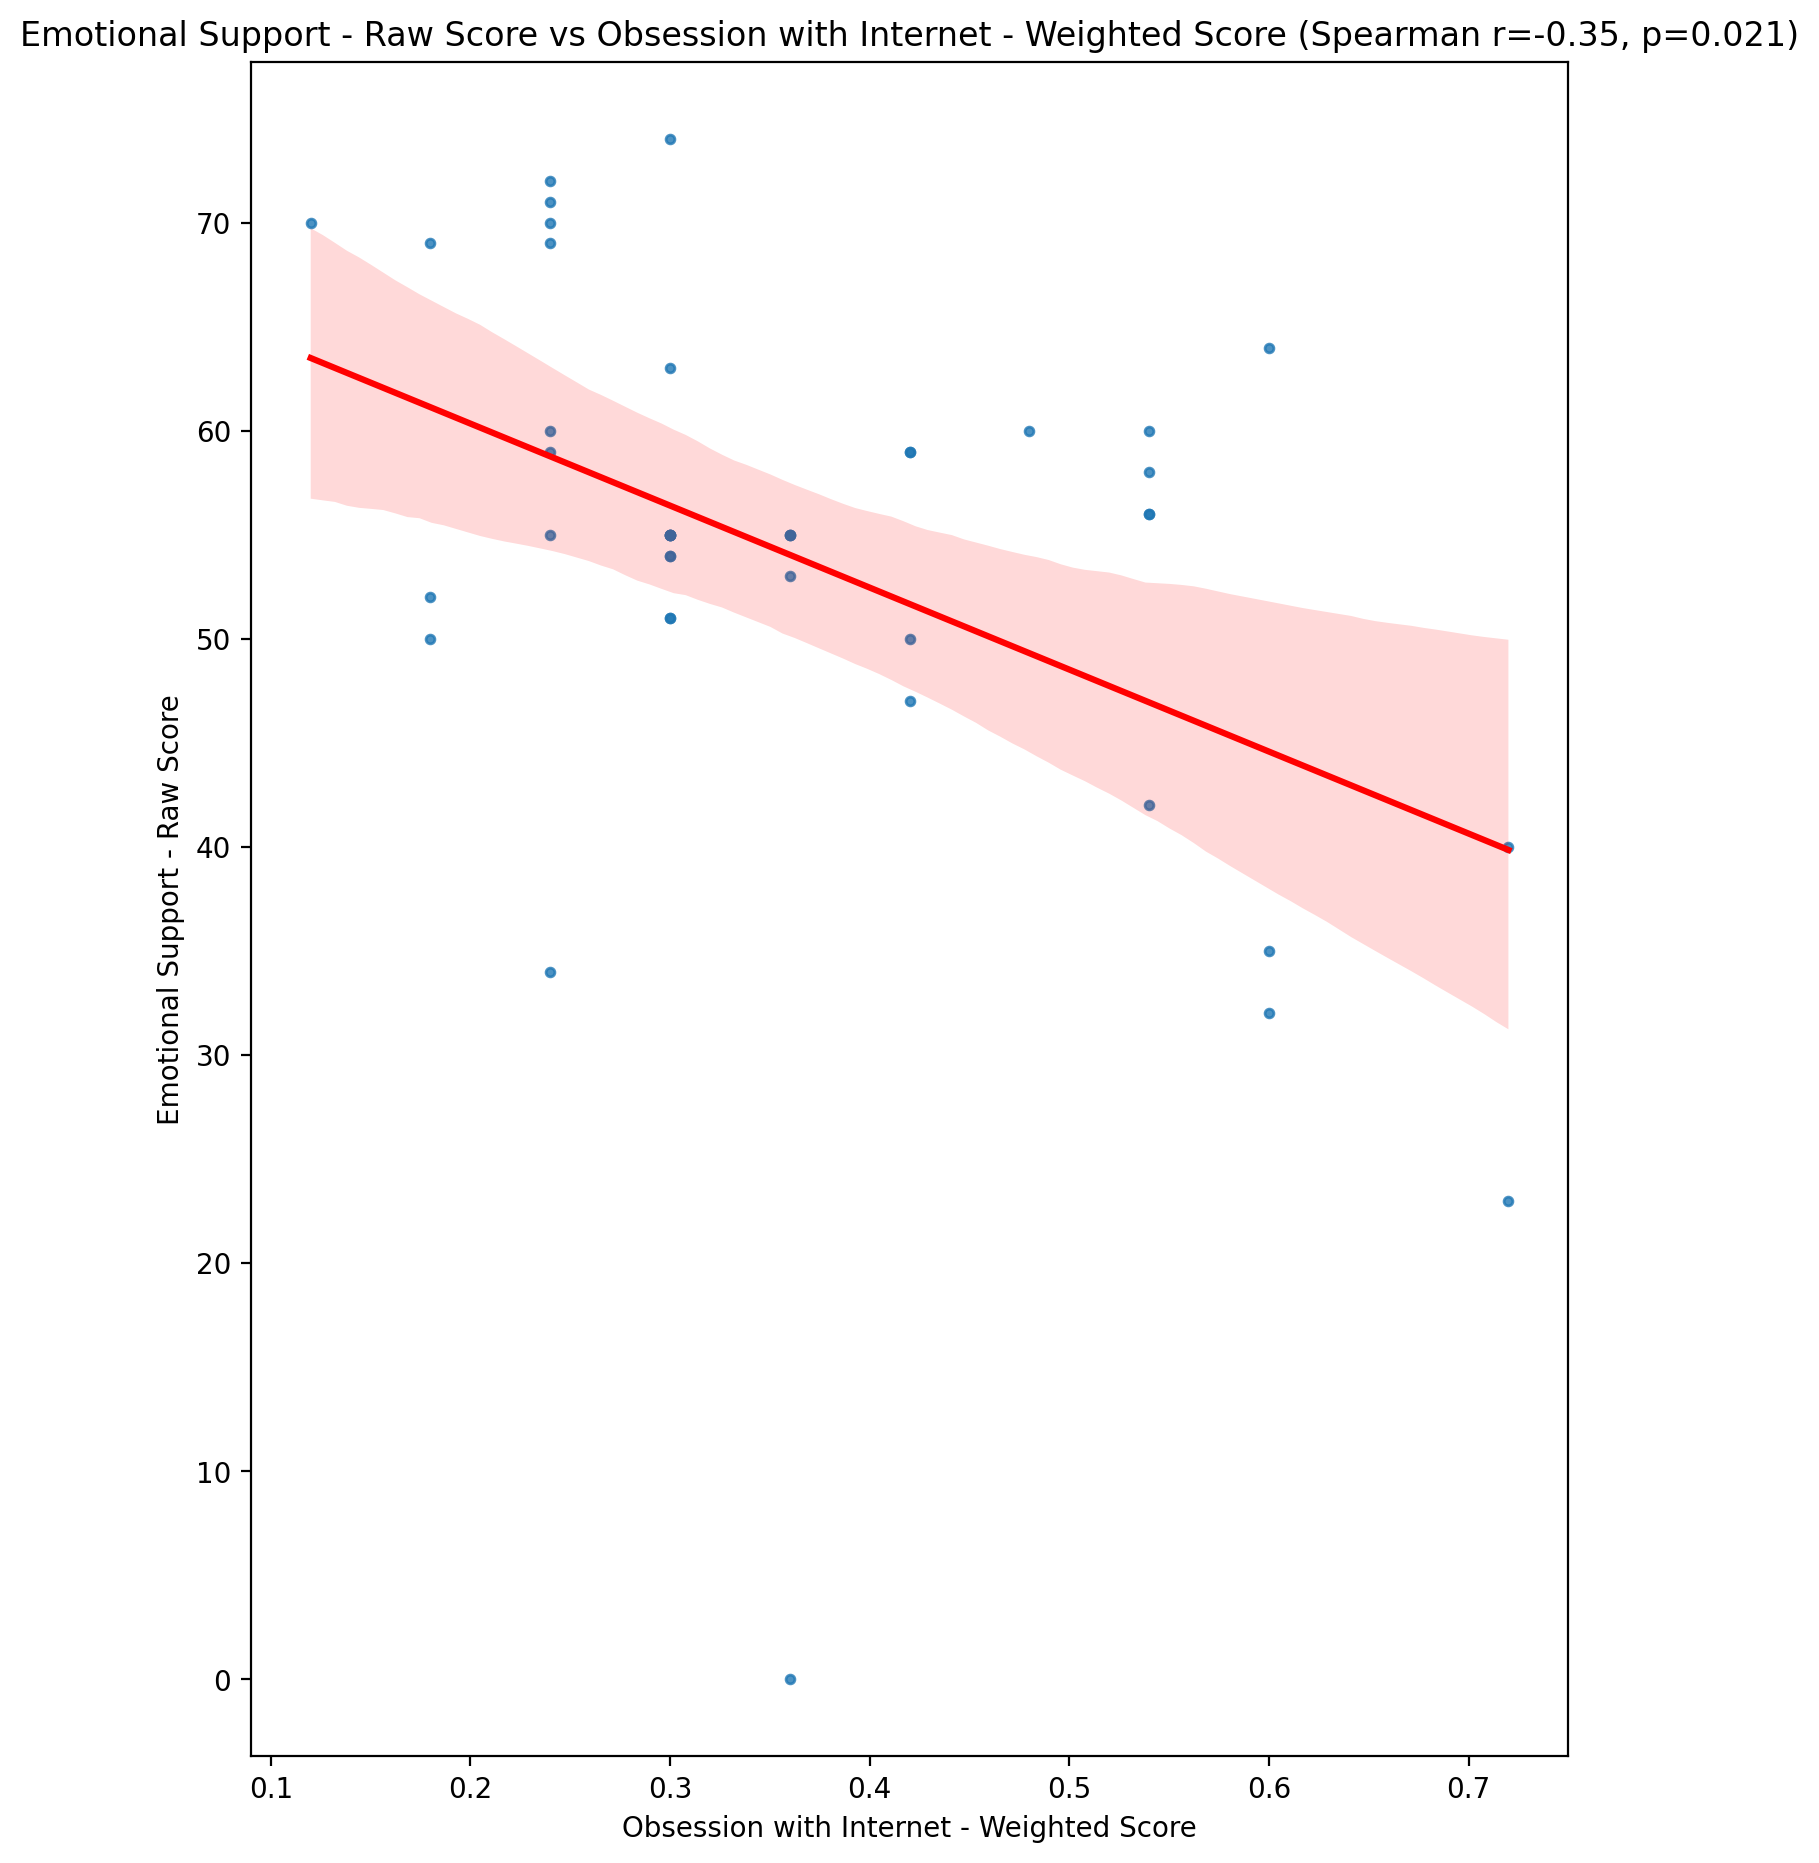 Emotional Support - Raw Score vs Obsession with Internet - Weighted Score (Spearman r=-0.35, p=0.021)
70
60
50
40
30
20
10
0
Emotional Support - Raw Score
0.1 0.2 0.3 0.4 0.5 0.6 0.7
Obsession with Internet - Weighted Score